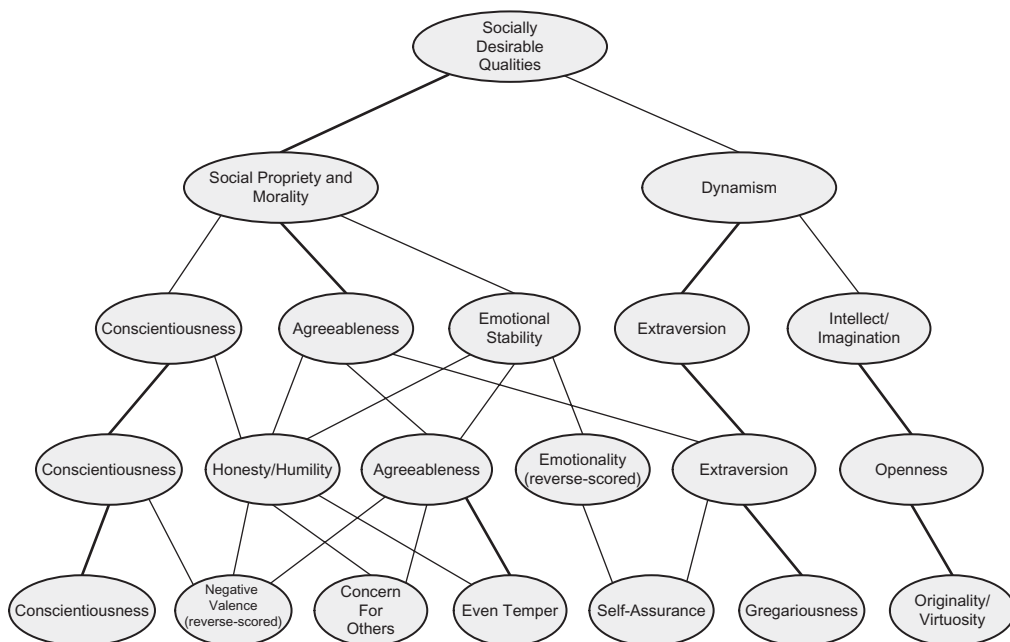 Socially
Desirable
Qualities
Social Propriety and
Morality
Dynamism
Conscientiousness
Agreeableness
Emotional
Stability
Extraversion
Intellect/
Imagination
Conscientiousness
Honesty/Humility
Agreeableness
Emotionality
(reverse-scored)
Extraversion
Openness
Conscientiousness
Negative
Valence
(reverse-scored)
Concern
For
Others
Even Temper
Self-Assurance
Gregariousness
Originality/
Virtuosity